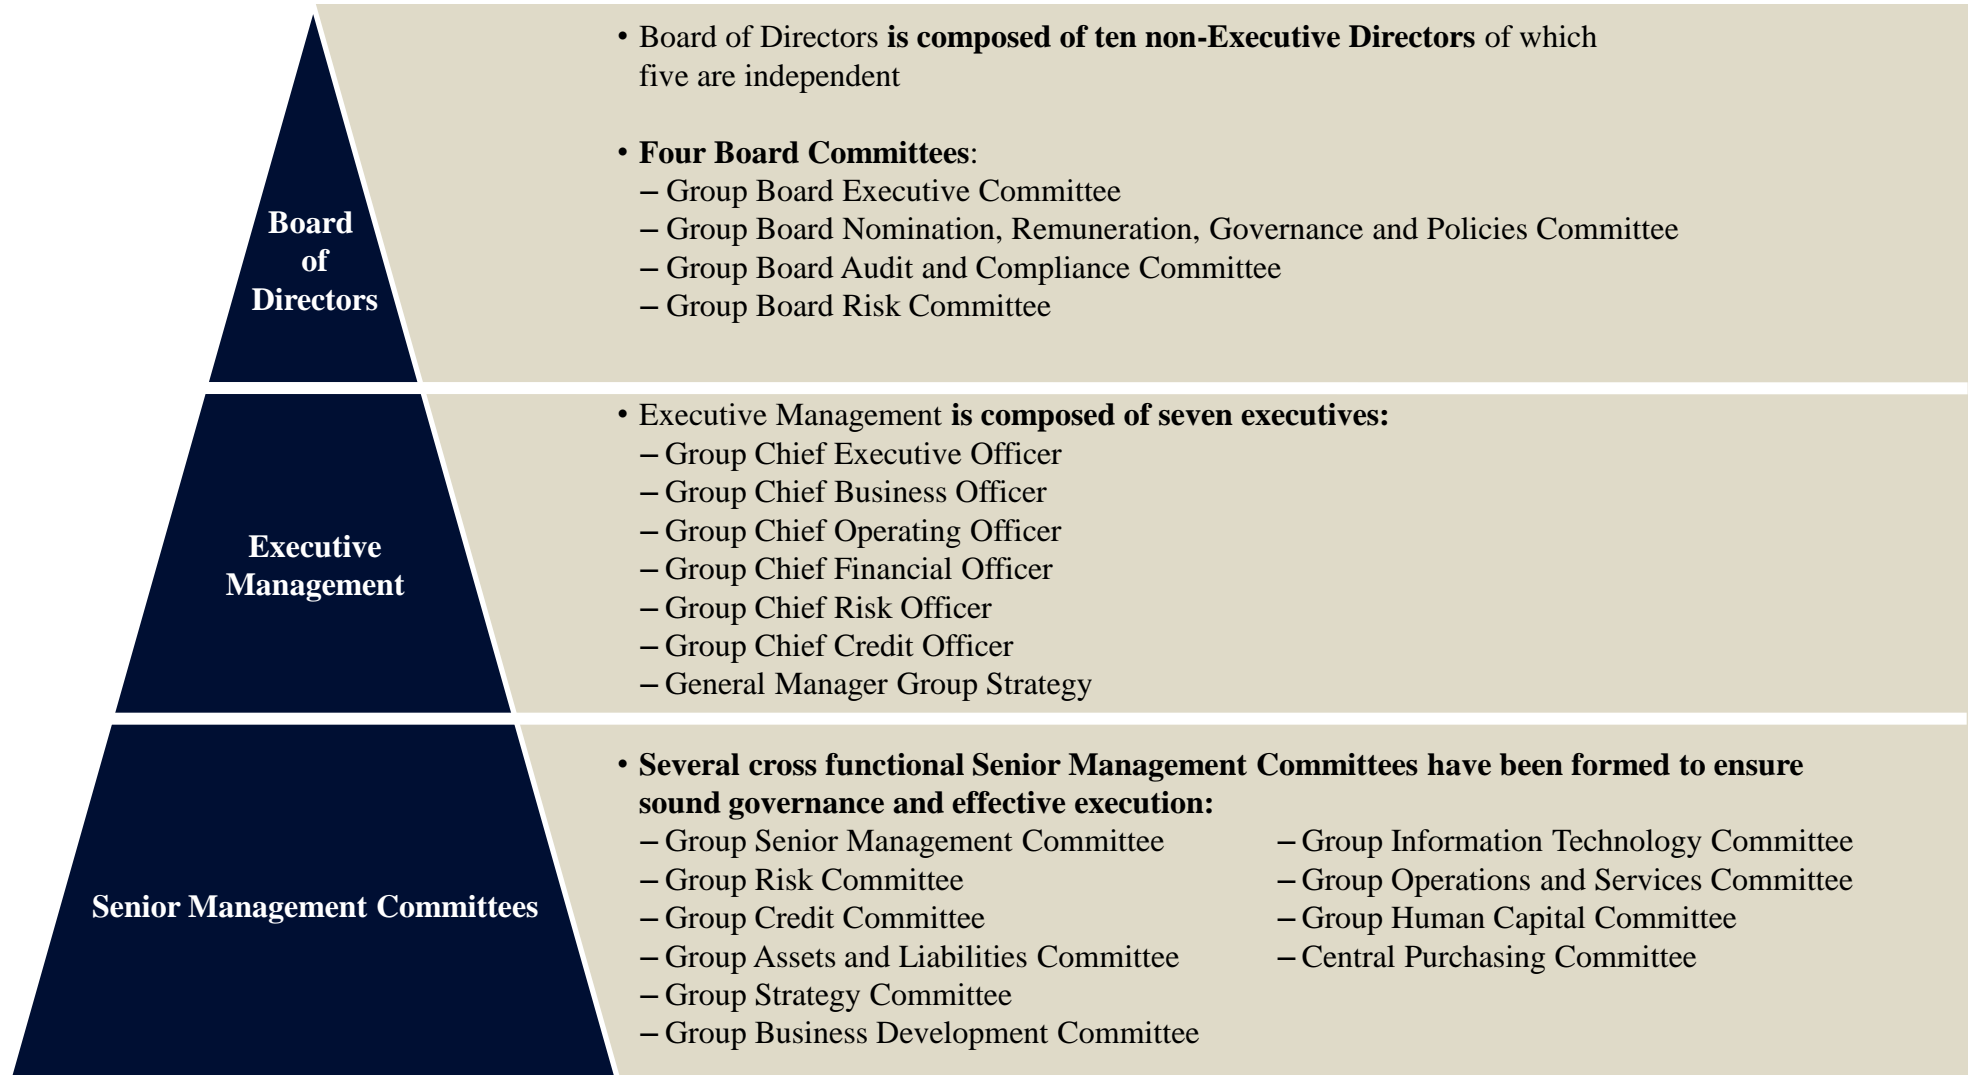 Board
of
Directors
• Board of Directors is composed of ten non-Executive Directors of which
five are independent
• Four Board Committees:
– Group Board Executive Committee
– Group Board Nomination, Remuneration, Governance and Policies Committee
– Group Board Audit and Compliance Committee
– Group Board Risk Committee
Executive
Management
• Executive Management is composed of seven executives:
– Group Chief Executive Officer
– Group Chief Business Officer
– Group Chief Operating Officer
– Group Chief Financial Officer
– Group Chief Risk Officer
– Group Chief Credit Officer
– General Manager Group Strategy
Senior Management Committees
• Several cross functional Senior Management Committees have been formed to ensure
sound governance and effective execution:
– Group Senior Management Committee
– Group Risk Committee
– Group Credit Committee
– Group Assets and Liabilities Committee
– Group Strategy Committee
– Group Business Development Committee
– Group Information Technology Committee
– Group Operations and Services Committee
– Group Human Capital Committee
– Central Purchasing Committee